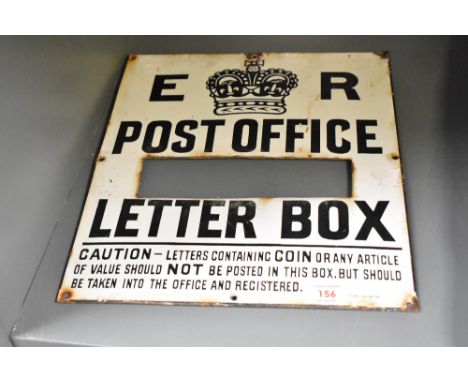 E R
POST OFFICE
LETTER BOX
CAUTION — LETTERS CONTAINING COIN OR ANY ARTICLE
OF VALUE SHOULD NOT BE POSTED IN THIS BOX. BUT SHOULD
BE TAKEN INTO THE OFFICE AND REGISTERED.
156